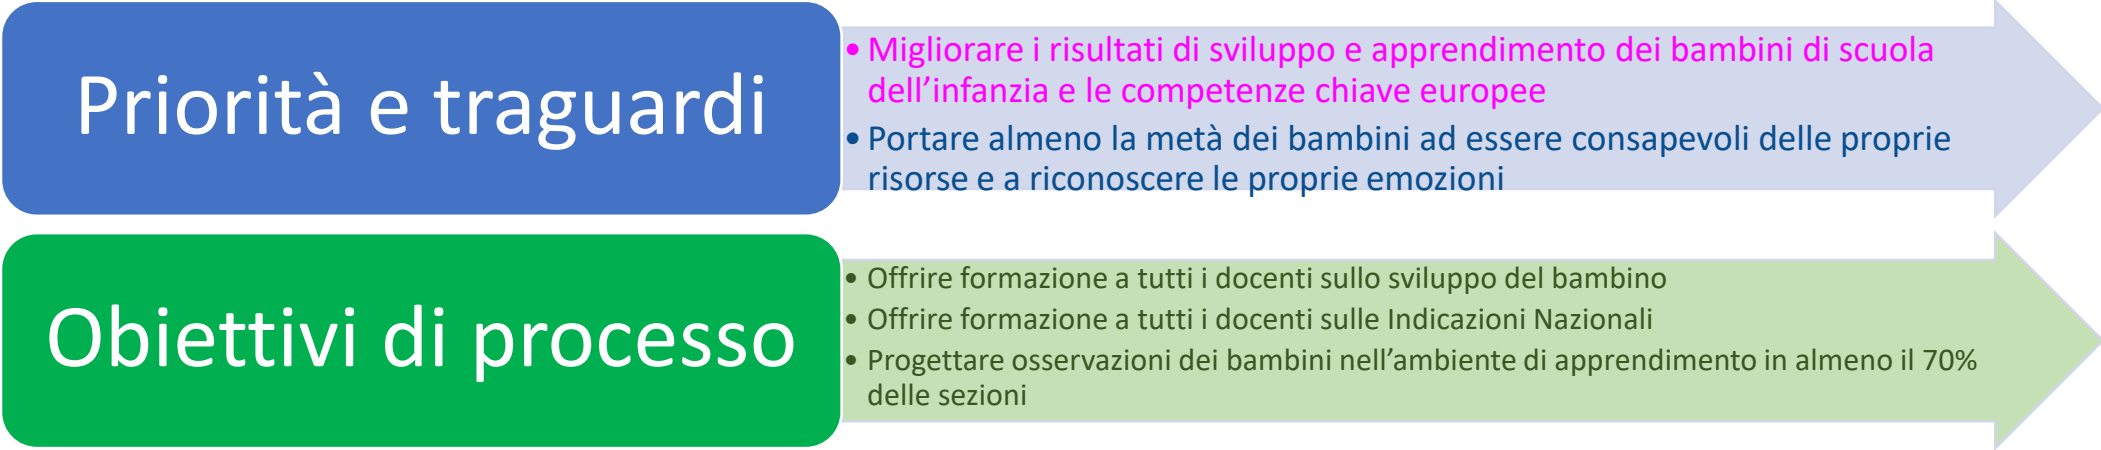 Priorità e traguardi
• Migliorare i risultati di sviluppo e apprendimento dei bambini di scuola
dell’infanzia e le competenze chiave europee
• Portare almeno la metà dei bambini ad essere consapevoli delle proprie
risorse e a riconoscere le proprie emozioni
Obiettivi di processo
• Offrire formazione a tutti i docenti sullo sviluppo del bambino
• Offrire formazione a tutti i docenti sulle Indicazioni Nazionali
• Progettare osservazioni dei bambini nell’ambiente di apprendimento in almeno il 70%
delle sezioni